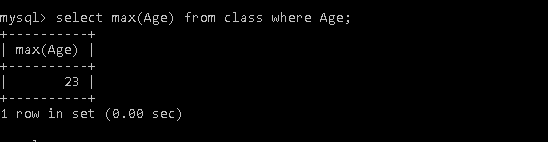 mysql> select max(Age) from class where Age;
+----------+
| max(Age) |
+----------+
|       23 |
+----------+
1 row in set (0.00 sec)